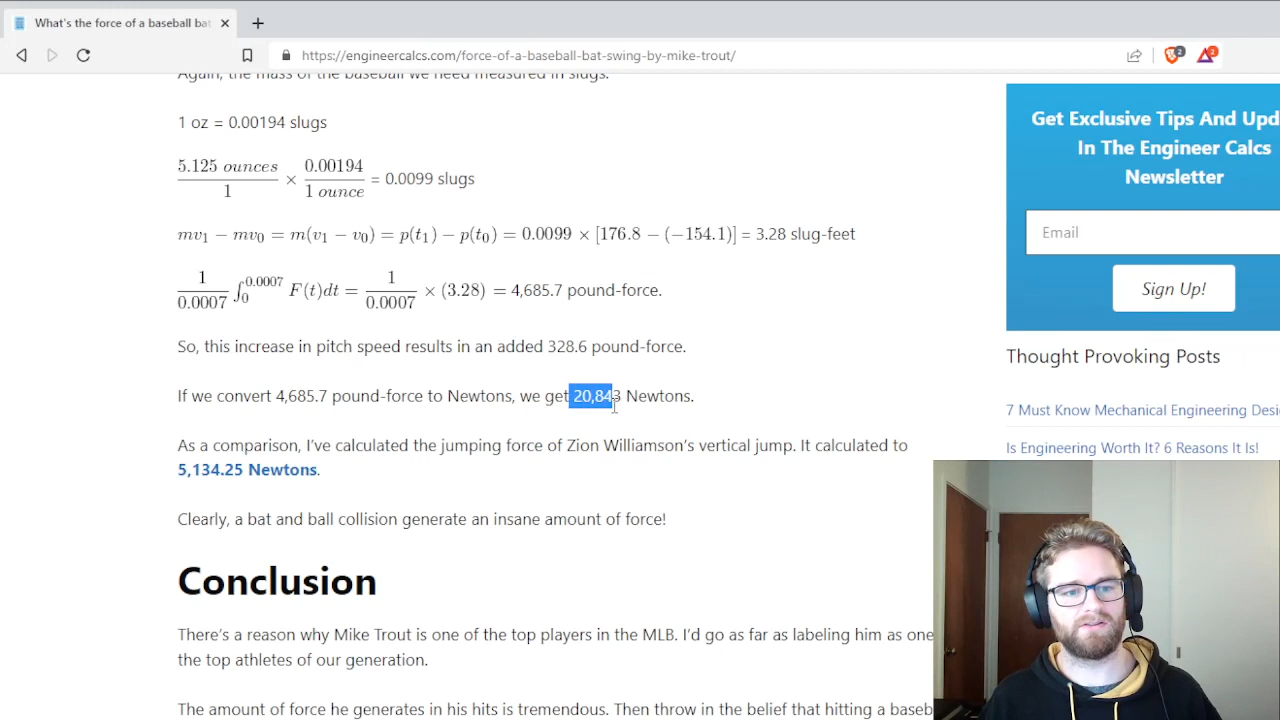 What's the force of a baseball bat
https://engineercalcs.com/force-of-a-baseball-bat-swing-by-mike-trout/
2
2
Again, the mass of the baseball we need measured in slugs.
1 oz = 0.00194 slugs
5.125 ounces / 1 × 0.00194 / 1 ounce = 0.0099 slugs
mv₁ − mv₀ = m(v₁ − v₀) = p(t₁) − p(t₀) = 0.0099 × [176.8 − (−154.1)] = 3.28 slug-feet
1 / 0.0007 ∫₀^0.0007 F(t)dt = 1 / 0.0007 × (3.28) = 4,685.7 pound-force.
So, this increase in pitch speed results in an added 328.6 pound-force.
If we convert 4,685.7 pound-force to Newtons, we get 20,843 Newtons.
As a comparison, I've calculated the jumping force of Zion Williamson's vertical jump. It calculated to
5,134.25 Newtons.
Clearly, a bat and ball collision generate an insane amount of force!
Conclusion
There's a reason why Mike Trout is one of the top players in the MLB. I'd go as far as labeling him as one
the top athletes of our generation.
The amount of force he generates in his hits is tremendous. Then throw in the belief that hitting a baseb
Get Exclusive Tips And Upd
In The Engineer Calcs
Newsletter
Email
Sign Up!
Thought Provoking Posts
7 Must Know Mechanical Engineering Desi
Is Engineering Worth It? 6 Reasons It Is!